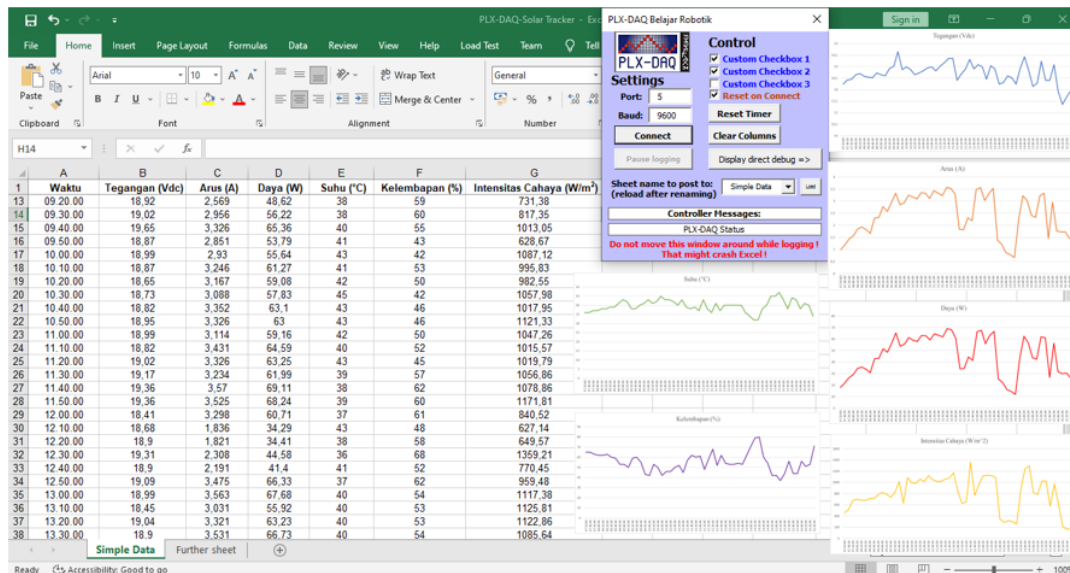 PLX-DAQ-Solar Tracker - Exc
PLX-DAQ Belajar Robotik
Sign in
File Home Insert Page Layout Formulas Data Review View Help Load Test Team Tell
Paste
Arial 10
Wrap Text
General
B I U
Merge & Center
Clipboard Font Alignment Number
PLX-DAQ
Control
Custom Checkbox 1
Custom Checkbox 2
Custom Checkbox 3
Reset on Connect
Settings
Port: 5
Baud: 9600
Reset Timer
Connect
Clear Columns
Pause logging
Display direct debug =>
Sheet name to post to:
(reload after renaming)
Simple Data
Load
Controller Messages:
PLX-DAQ Status
Do not move this window around while logging !
That might crash Excel !
H14
fx
A B C D E F G
1 Waktu Tegangan (Vdc) Arus (A) Daya (W) Suhu (°C) Kelembapan (%) Intensitas Cahaya (W/m²)
13 09.20.00 18,92 2,569 48,62 38 59 731,38
14 09.30.00 19,02 2,956 56,22 38 60 817,35
15 09.40.00 19,65 3,326 65,36 40 55 1013,05
16 09.50.00 18,87 2,851 53,79 41 43 628,67
17 10.00.00 18,99 2,93 55,64 43 42 1087,12
18 10.10.00 18,87 3,246 61,27 41 53 995,83
19 10.20.00 18,65 3,167 59,08 42 50 982,55
20 10.30.00 18,73 3,088 57,83 45 42 1057,98
21 10.40.00 18,82 3,352 63,1 43 46 1017,95
22 10.50.00 18,95 3,326 63 43 46 1121,33
23 11.00.00 18,99 3,114 59,16 42 50 1047,26
24 11.10.00 18,82 3,431 64,59 40 52 1015,57
25 11.20.00 19,02 3,326 63,25 43 45 1019,79
26 11.30.00 19,17 3,234 61,99 39 57 1056,86
27 11.40.00 19,36 3,57 69,11 38 62 1078,86
28 11.50.00 19,36 3,525 68,24 39 60 1171,81
29 12.00.00 18,41 3,298 60,71 37 61 840,52
30 12.10.00 18,68 1,836 34,29 43 48 627,14
31 12.20.00 18,9 1,821 34,41 38 58 649,57
32 12.30.00 19,31 2,308 44,58 36 68 1359,21
33 12.40.00 18,9 2,191 41,4 41 52 770,45
34 12.50.00 19,09 3,475 66,33 37 62 959,48
35 13.00.00 18,99 3,563 67,68 40 54 1117,38
36 13.10.00 18,45 3,031 55,92 40 53 1125,81
37 13.20.00 19,04 3,321 63,23 40 53 1122,86
38 13.30.00 18,9 3,531 66,73 40 54 1085,64
Tegangan (Vdc)
Arus (A)
Suhu (°C)
Daya (W)
Kelembapan (%)
Intensitas Cahaya (W/m^2)
Simple Data Further sheet
Ready Accessibility: Good to go
100%